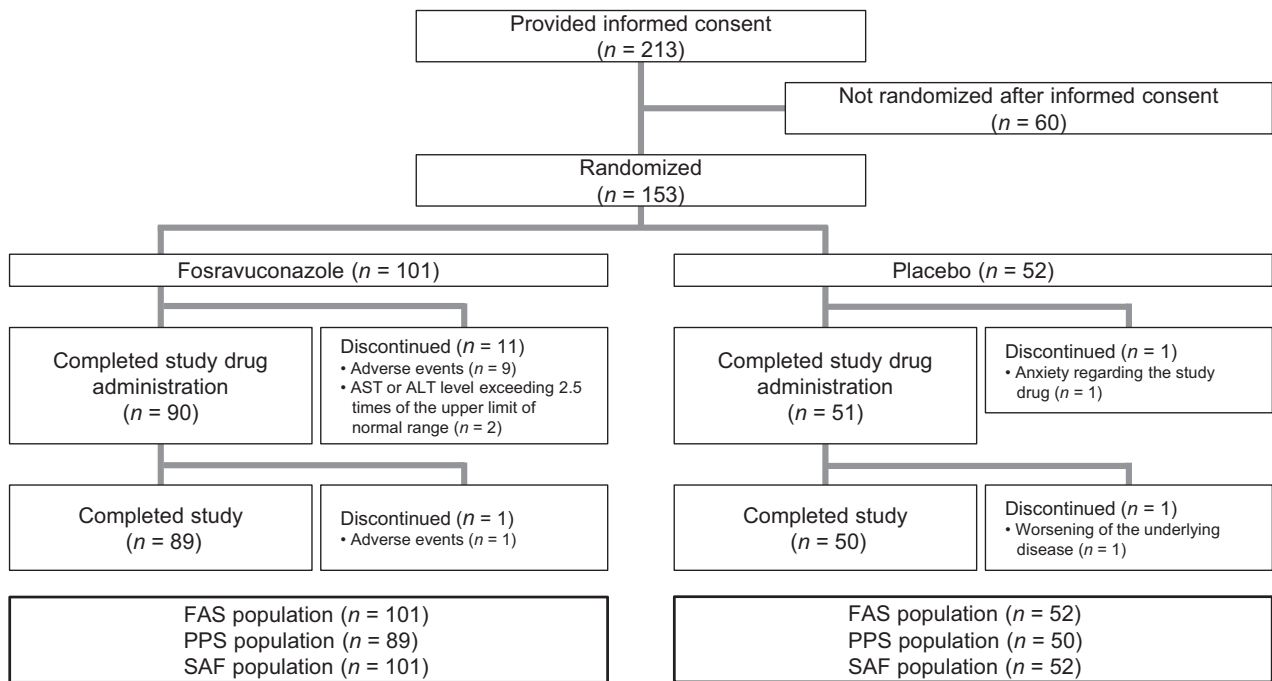 Provided informed consent
(n = 213)
Not randomized after informed consent
(n = 60)
Randomized
(n = 153)
Fosravuconazole (n = 101)
Placebo (n = 52)
Completed study drug
administration
(n = 90)
Discontinued (n = 11)
• Adverse events (n = 9)
• AST or ALT level exceeding 2.5
times of the upper limit of
normal range (n = 2)
Completed study drug
administration
(n = 51)
Discontinued (n = 1)
• Anxiety regarding the study
drug (n = 1)
Completed study
(n = 89)
Discontinued (n = 1)
• Adverse events (n = 1)
Completed study
(n = 50)
Discontinued (n = 1)
• Worsening of the underlying
disease (n = 1)
FAS population (n = 101)
PPS population (n = 89)
SAF population (n = 101)
FAS population (n = 52)
PPS population (n = 50)
SAF population (n = 52)